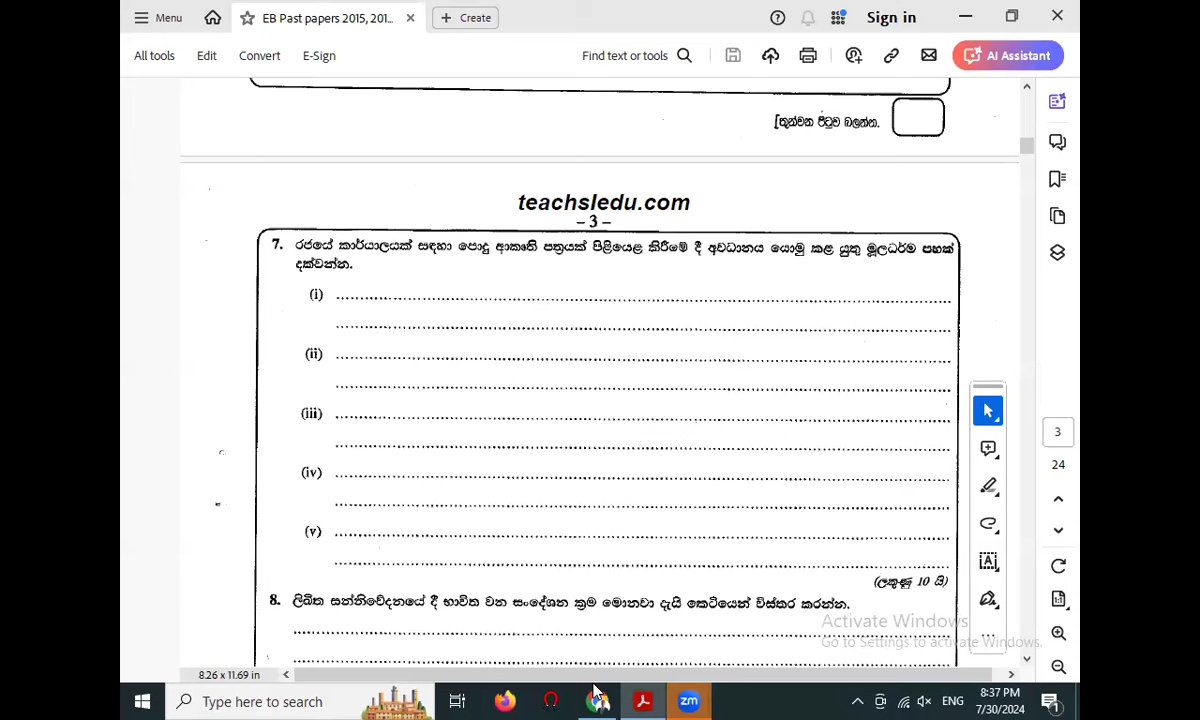 Menu
EB Past papers 2015, 201...
Create
Sign in
All tools
Edit
Convert
E-Sign
Find text or tools
AI Assistant
[තුන්වන පිටුව බලන්න.
teachsledu.com
– 3 –
7. රජයේ කාර්යාලයක් සඳහා පොදු ආකෘති පත්‍රයක් පිළියෙළ කිරීමේ දී අවධානය යොමු කළ යුතු මූලධර්ම පහක්
දක්වන්න.
(i)
(ii)
(iii)
(iv)
(v)
(ලකුණු 10 යි)
8. ලිඛිත සන්නිවේදනයේ දී භාවිත වන සංදේශන ක්‍රම මොනවා දැයි කෙටියෙන් විස්තර කරන්න.
Activate Windows
Go to Settings to activate Windows.
3
24
8.26 x 11.69 in
Type here to search
zm
ENG
8:37 PM
7/30/2024
1